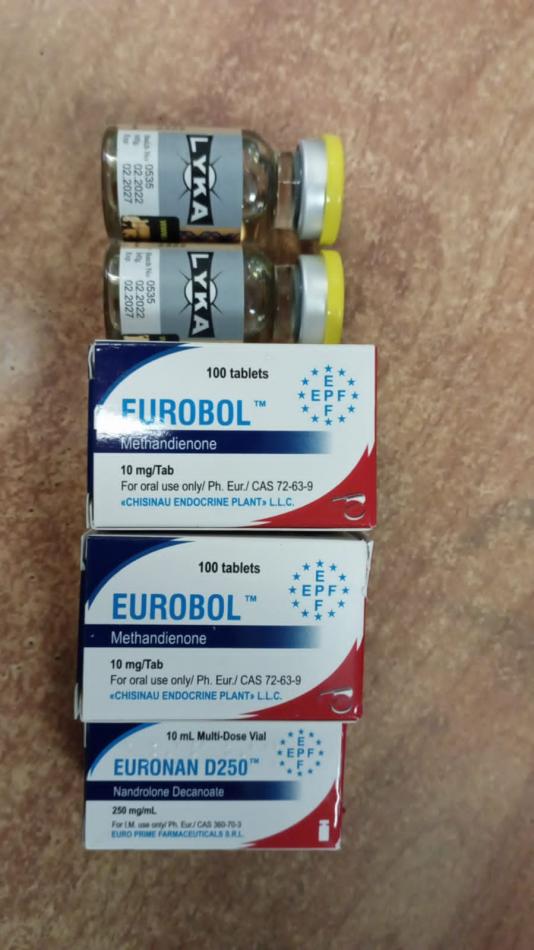 LYKA
Batch No 0535
Mfg. 02.2022
Exp. 02.2027
LYKA
Batch No 0535
Mfg. 02.2022
Exp. 02.2027
100 tablets
E
EPF
F
EUROBOL™
Methandienone
10 mg/Tab
For oral use only/ Ph. Eur./ CAS 72-63-9
«CHISINAU ENDOCRINE PLANT» L.L.C.
100 tablets
E
EPF
F
EUROBOL™
Methandienone
10 mg/Tab
For oral use only/ Ph. Eur./ CAS 72-63-9
«CHISINAU ENDOCRINE PLANT» L.L.C.
10 mL Multi-Dose Vial
E
EPF
F
EURONAN D250™
Nandrolone Decanoate
250 mg/mL
For I.M. use only/ Ph. Eur./ CAS 360-70-3
EURO PRIME FARMACEUTICALS S.R.L.